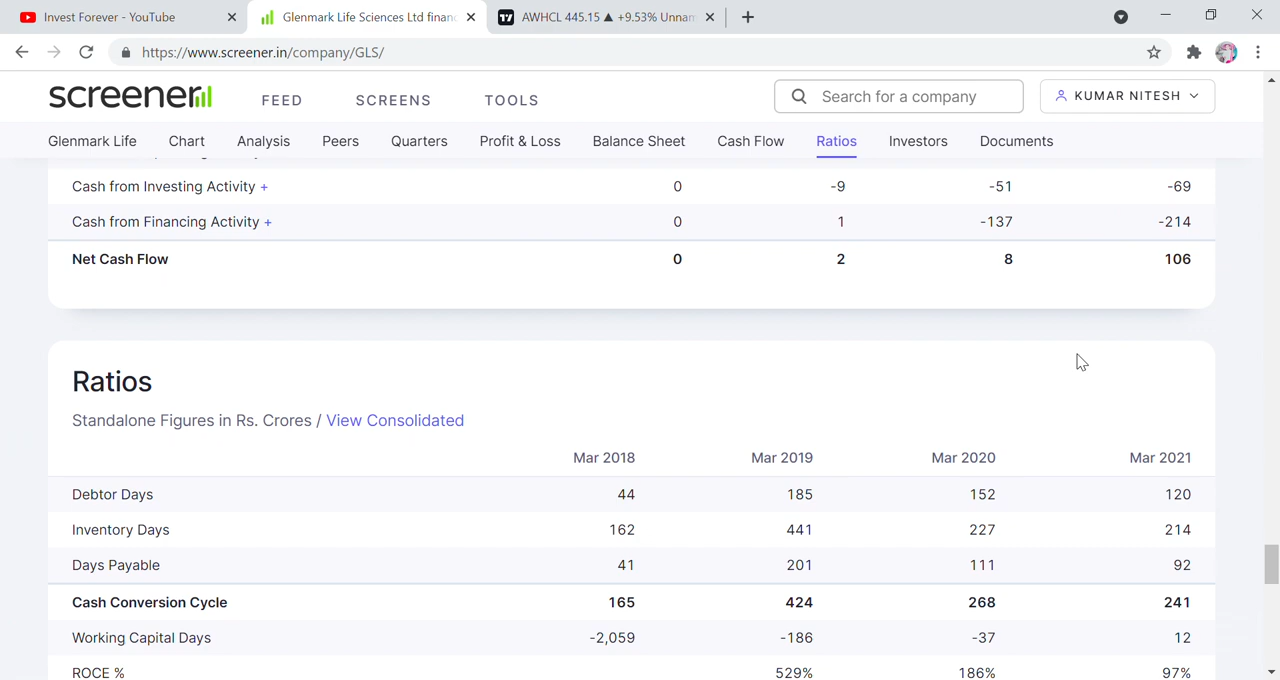 Invest Forever - YouTube
Glenmark Life Sciences Ltd financ
AWHCL 445.15 ▲ +9.53% Unnan
https://www.screener.in/company/GLS/
screener
FEED SCREENS TOOLS
Search for a company
KUMAR NITESH
Glenmark Life Chart Analysis Peers Quarters Profit & Loss Balance Sheet Cash Flow Ratios Investors Documents
Cash from Investing Activity + 0 -9 -51 -69
Cash from Financing Activity + 0 1 -137 -214
Net Cash Flow 0 2 8 106
Ratios
Standalone Figures in Rs. Crores / View Consolidated
Mar 2018 Mar 2019 Mar 2020 Mar 2021
Debtor Days 44 185 152 120
Inventory Days 162 441 227 214
Days Payable 41 201 111 92
Cash Conversion Cycle 165 424 268 241
Working Capital Days -2,059 -186 -37 12
ROCE % 529% 186% 97%